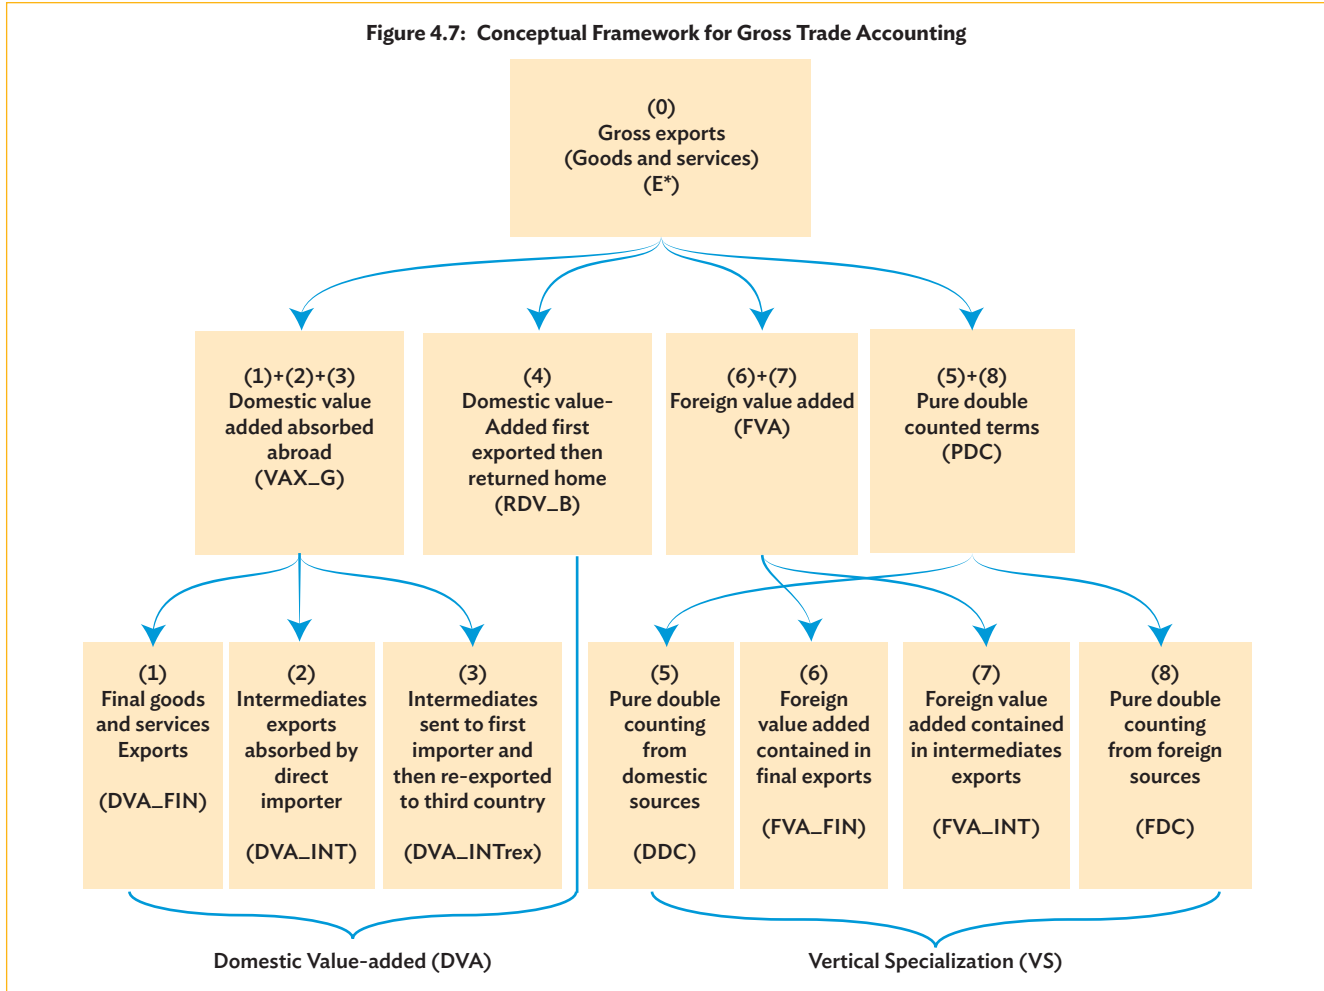 Figure 4.7: Conceptual Framework for Gross Trade Accounting
(0)
Gross exports
(Goods and services)
(E*)
(1)+(2)+(3)
Domestic value
added absorbed
abroad
(VAX_G)
(4)
Domestic value-
Added first
exported then
returned home
(RDV_B)
(6)+(7)
Foreign value added
(FVA)
(5)+(8)
Pure double
counted terms
(PDC)
(1)
Final goods
and services
Exports
(DVA_FIN)
(2)
Intermediates
exports
absorbed by
direct
importer
(DVA_INT)
(3)
Intermediates
sent to first
importer and
then re-exported
to third country
(DVA_INTrex)
(5)
Pure double
counting
from
domestic
sources
(DDC)
(6)
Foreign
value added
contained in
final exports
(FVA_FIN)
(7)
Foreign value
added contained
in intermediates
exports
(FVA_INT)
(8)
Pure double
counting
from foreign
sources
(FDC)
Domestic Value-added (DVA)
Vertical Specialization (VS)